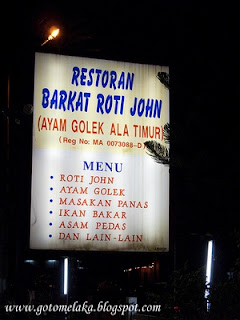 RESTORAN
BARKAT ROTI JOHN
(AYAM GOLEK ALA TIMUR)
(Reg No: MA 0073088-D)
MENU
• ROTI JOHN
• AYAM GOLEK
• MASAKAN PANAS
• IKAN BAKAR
• ASAM PEDAS
• DAN LAIN-LAIN
www.gotomelaka.blogspot.com